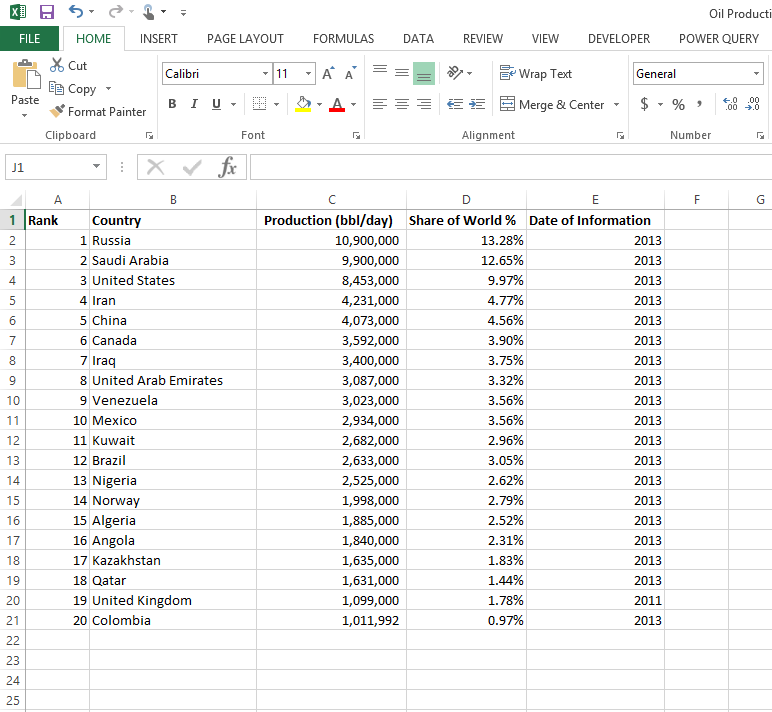 Oil Producti
FILE HOME INSERT PAGE LAYOUT FORMULAS DATA REVIEW VIEW DEVELOPER POWER QUERY
Paste Cut Copy Format Painter
Calibri 11 A A
B I U A
Wrap Text
Merge & Center
General
$ % , .0 .00 .00 .0
Clipboard Font Alignment Number
J1 fx
A B C D E F G
1 Rank Country Production (bbl/day) Share of World % Date of Information
2 1 Russia 10,900,000 13.28% 2013
3 2 Saudi Arabia 9,900,000 12.65% 2013
4 3 United States 8,453,000 9.97% 2013
5 4 Iran 4,231,000 4.77% 2013
6 5 China 4,073,000 4.56% 2013
7 6 Canada 3,592,000 3.90% 2013
8 7 Iraq 3,400,000 3.75% 2013
9 8 United Arab Emirates 3,087,000 3.32% 2013
10 9 Venezuela 3,023,000 3.56% 2013
11 10 Mexico 2,934,000 3.56% 2013
12 11 Kuwait 2,682,000 2.96% 2013
13 12 Brazil 2,633,000 3.05% 2013
14 13 Nigeria 2,525,000 2.62% 2013
15 14 Norway 1,998,000 2.79% 2013
16 15 Algeria 1,885,000 2.52% 2013
17 16 Angola 1,840,000 2.31% 2013
18 17 Kazakhstan 1,635,000 1.83% 2013
19 18 Qatar 1,631,000 1.44% 2013
20 19 United Kingdom 1,099,000 1.78% 2011
21 20 Colombia 1,011,992 0.97% 2013
22
23
24
25